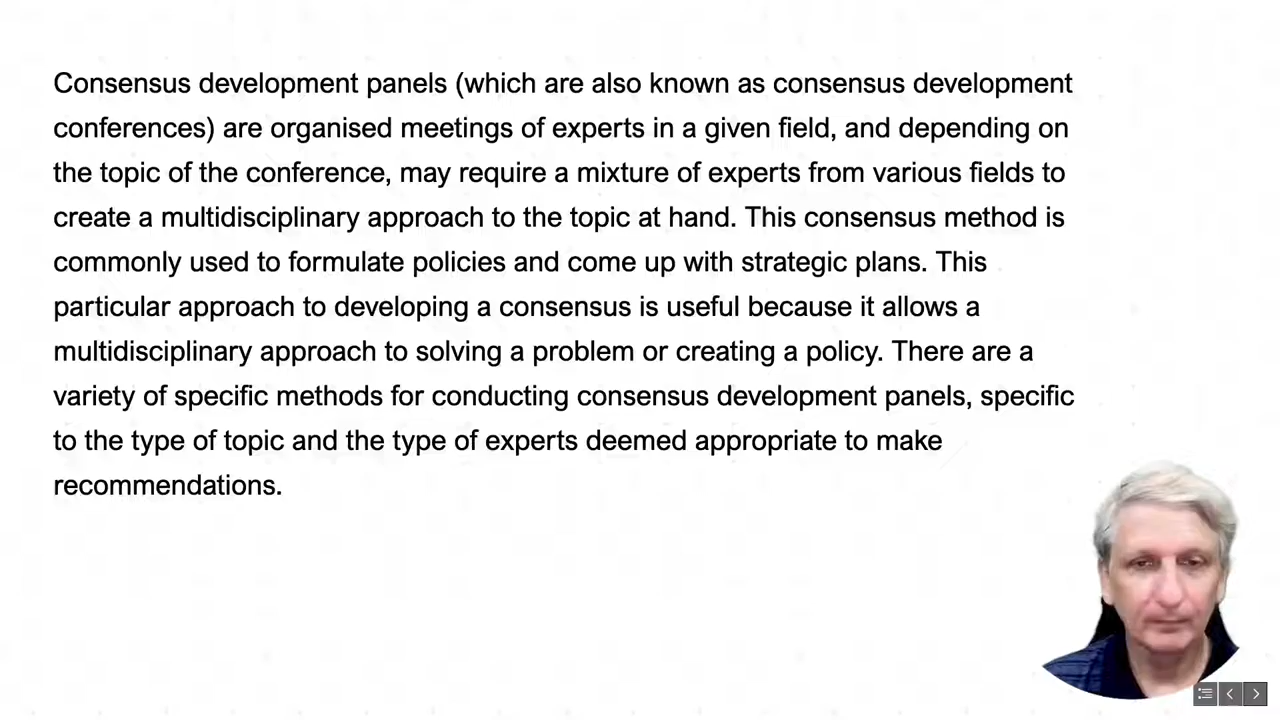 Consensus development panels (which are also known as consensus development
conferences) are organised meetings of experts in a given field, and depending on
the topic of the conference, may require a mixture of experts from various fields to
create a multidisciplinary approach to the topic at hand. This consensus method is
commonly used to formulate policies and come up with strategic plans. This
particular approach to developing a consensus is useful because it allows a
multidisciplinary approach to solving a problem or creating a policy. There are a
variety of specific methods for conducting consensus development panels, specific
to the type of topic and the type of experts deemed appropriate to make
recommendations.